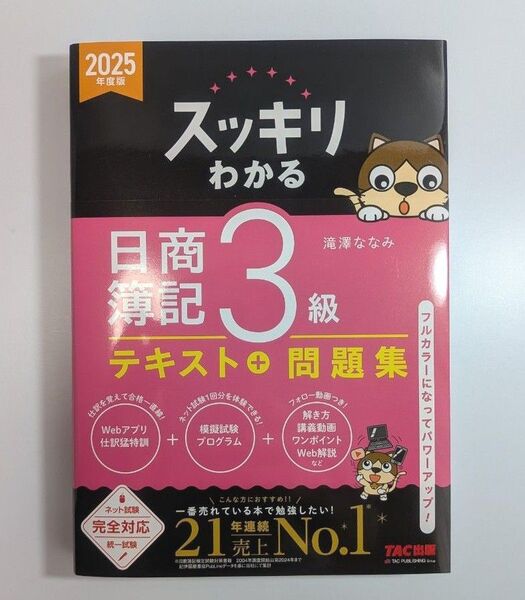 2025
年度版
スッキリ
わかる
日商
簿記
3級
滝澤ななみ
テキスト+問題集
フルカラーになってパワーアップ!
仕訳を覚えて合格一直線!
Webアプリ
仕訳猛特訓
+
ネット試験1回分を体験できる!
模擬試験
プログラム
+
フォロー動画つき!
解き方
講義動画
ワンポイント
Web解説
など
ネット試験
完全対応
統一試験
こんな方におすすめ!!
一番売れている本で勉強したい!
21年連続売上No.1*
TAC出版
TAC PUBLISHING Group